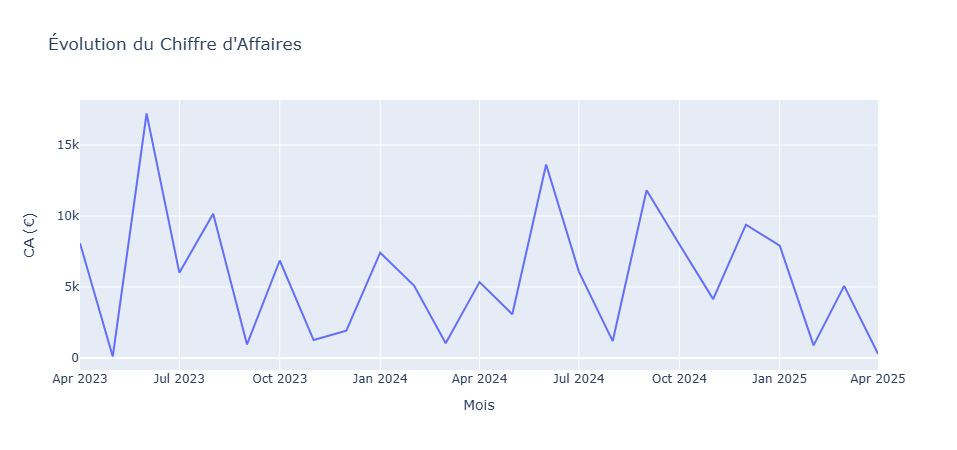 Évolution du Chiffre d'Affaires
CA (€)
15k
10k
5k
0
Apr 2023 Jul 2023 Oct 2023 Jan 2024 Apr 2024 Jul 2024 Oct 2024 Jan 2025 Apr 2025
Mois